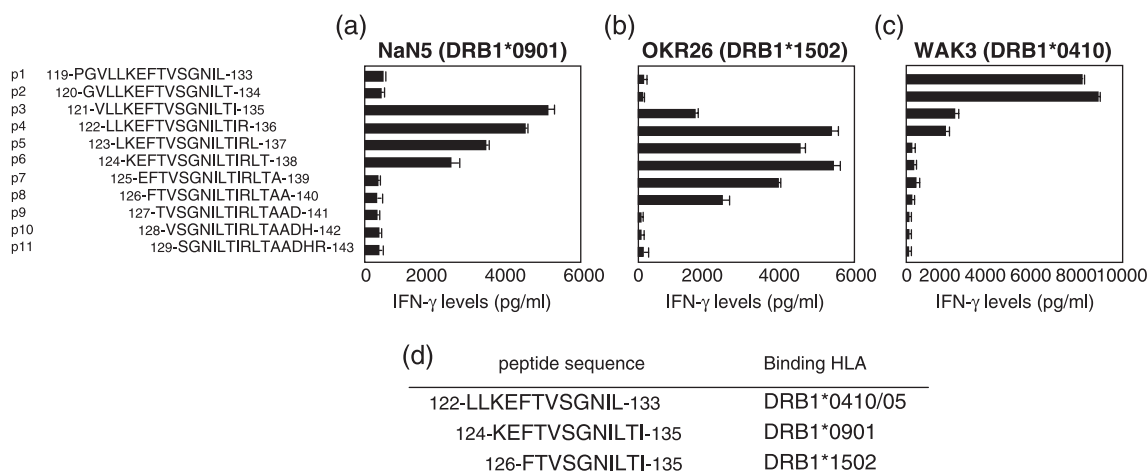 (a) (b) (c)
NaN5 (DRB1*0901) OKR26 (DRB1*1502) WAK3 (DRB1*0410)
p1 119-PGVLLKEFTVSGNIL-133
p2 120-GVLLKEFTVSGNILT-134
p3 121-VLLKEFTVSGNILTI-135
p4 122-LLKEFTVSGNILTIR-136
p5 123-LKEFTVSGNILTIRL-137
p6 124-KEFTVSGNILTIRLT-138
p7 125-EFTVSGNILTIRLTA-139
p8 126-FTVSGNILTIRLTAA-140
p9 127-TVSGNILTIRLTAAD-141
p10 128-VSGNILTIRLTAADH-142
p11 129-SGNILTIRLTAADHR-143
0 2000 4000 6000 0 2000 4000 6000 0 2000 4000 6000 8000 10000
IFN-γ levels (pg/ml) IFN-γ levels (pg/ml) IFN-γ levels (pg/ml)
(d)
peptide sequence Binding HLA
122-LLKEFTVSGNIL-133 DRB1*0410/05
124-KEFTVSGNILTI-135 DRB1*0901
126-FTVSGNILTI-135 DRB1*1502